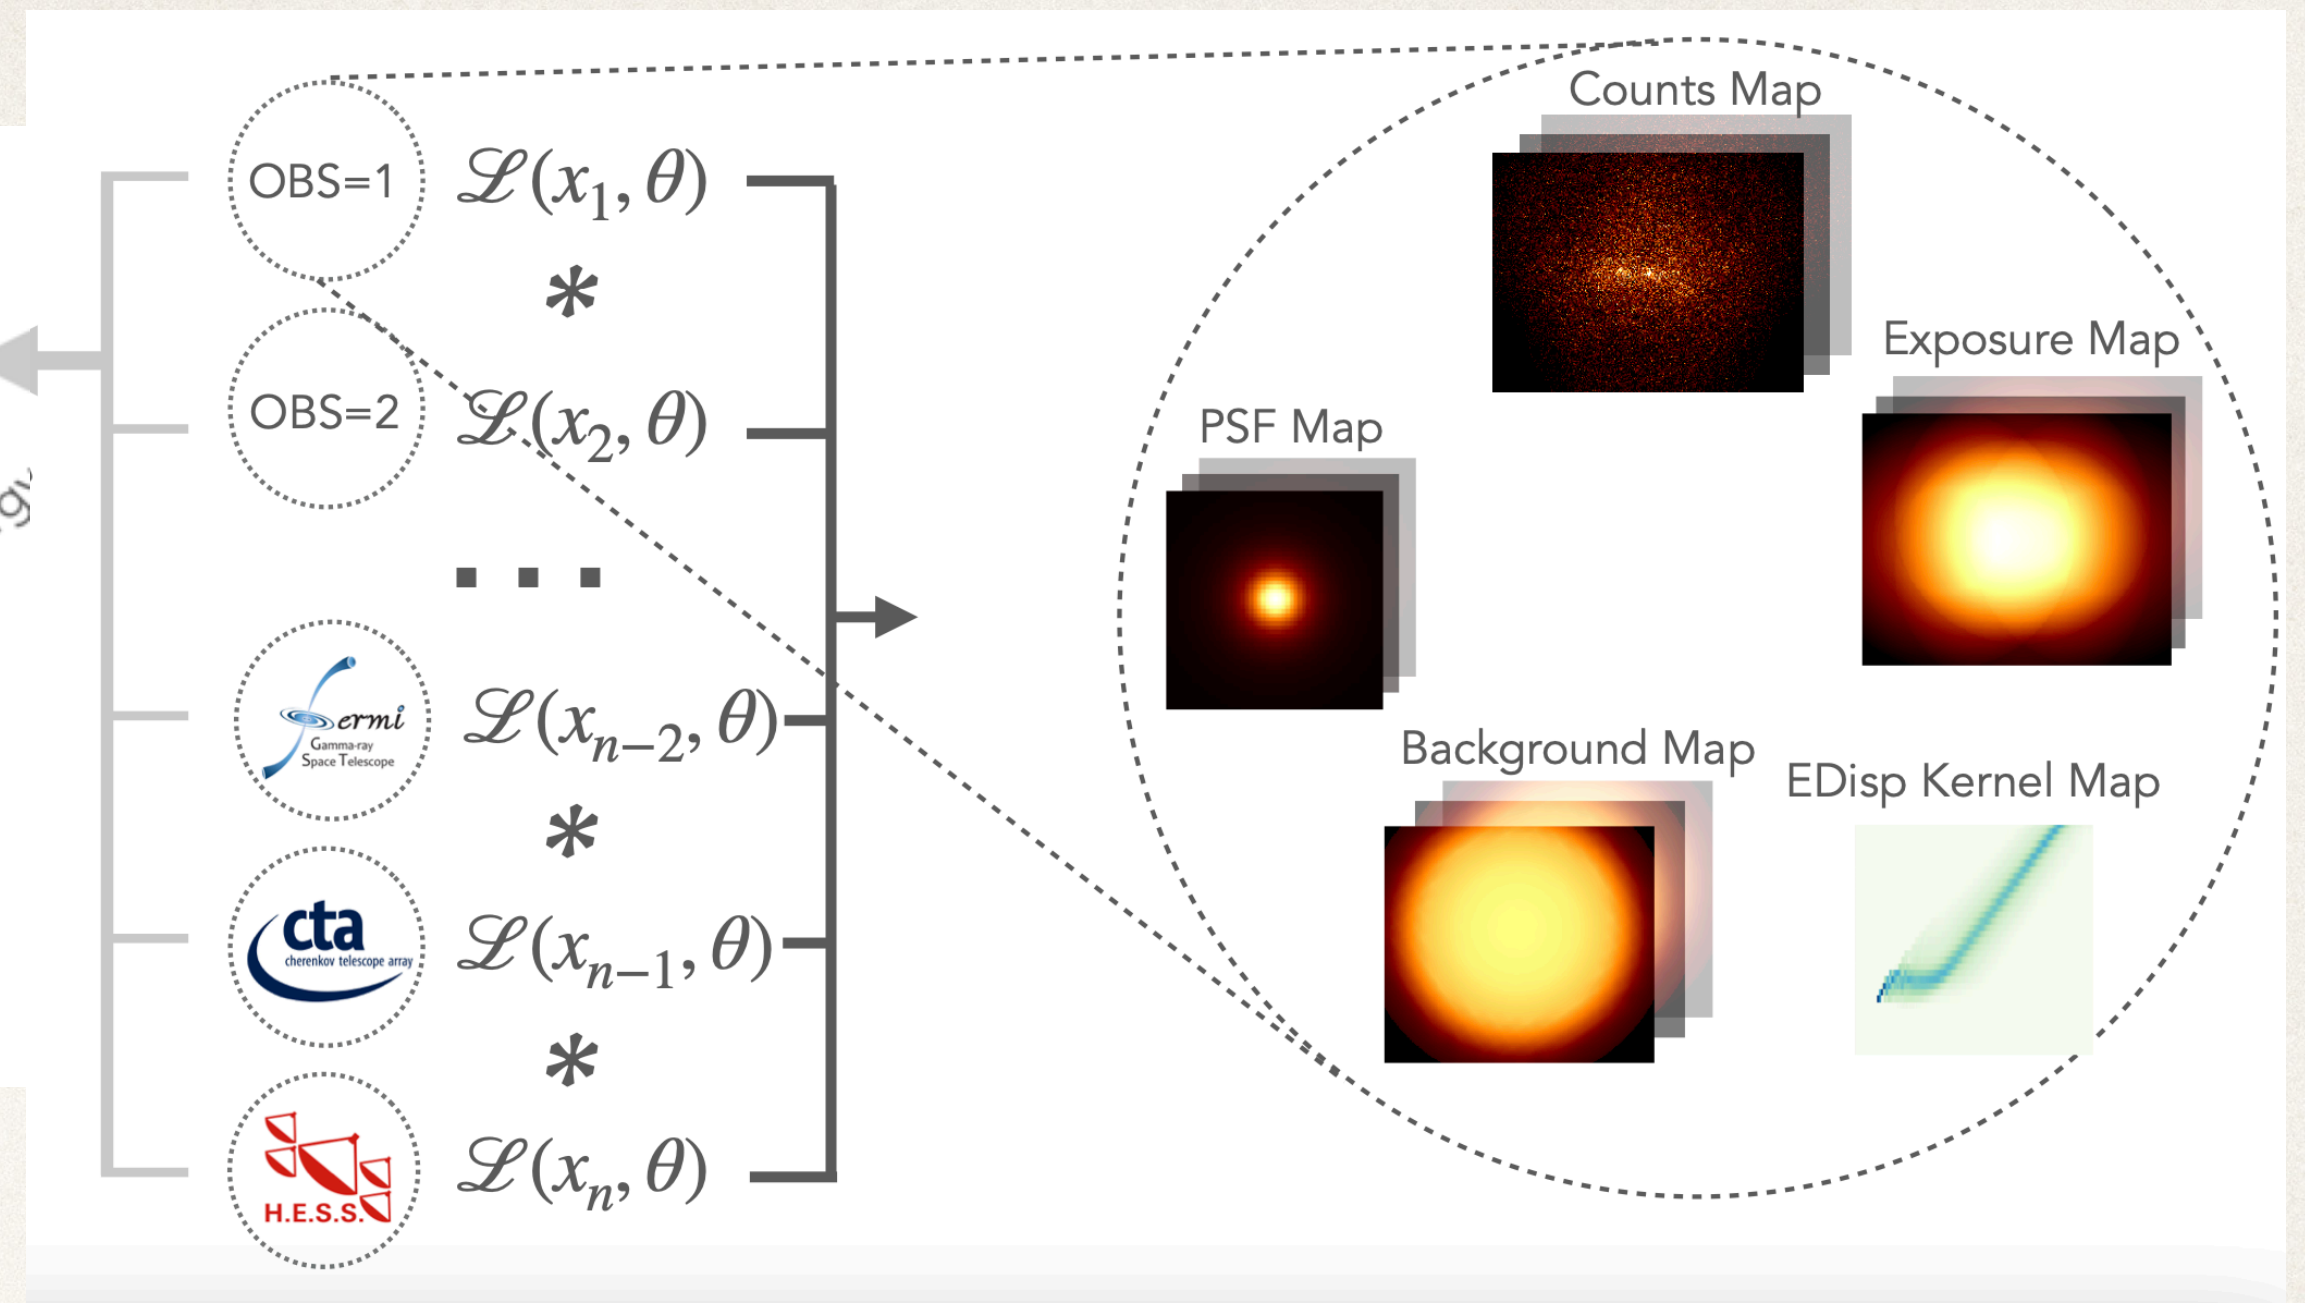 OBS=1
ℒ(x₁, θ)
*
OBS=2
ℒ(x₂, θ)
...
Fermi
Gamma-ray
Space Telescope
ℒ(xₙ₋₂, θ)
*
cta
cherenkov telescope array
ℒ(xₙ₋₁, θ)
*
H.E.S.S.
ℒ(xₙ, θ)
Counts Map
Exposure Map
PSF Map
Background Map
EDisp Kernel Map